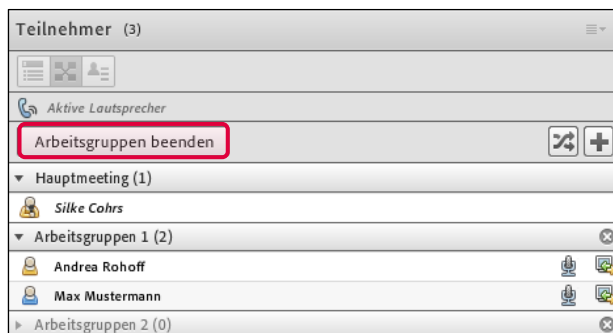 Teilnehmer (3)
Aktive Lautsprecher
Arbeitsgruppen beenden
Hauptmeeting (1)
Silke Cohrs
Arbeitsgruppen 1 (2)
Andrea Rohoff
Max Mustermann
Arbeitsgruppen 2 (0)